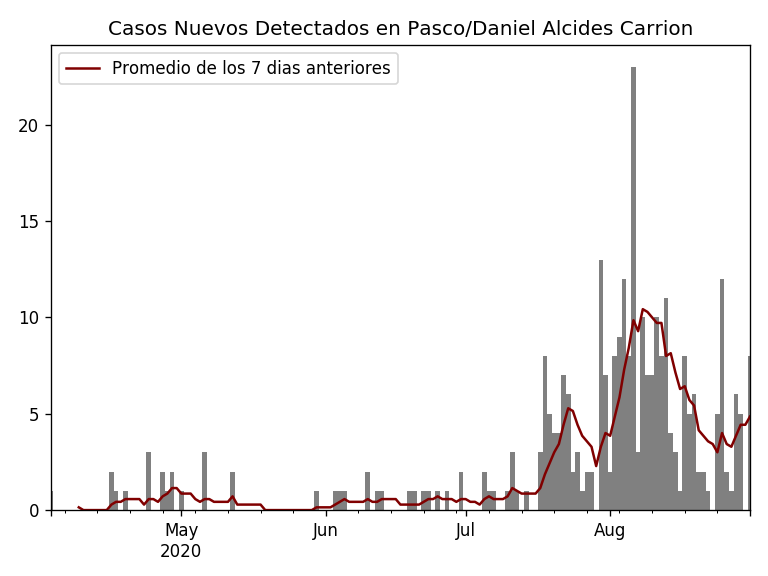 Casos Nuevos Detectados en Pasco/Daniel Alcides Carrion
Promedio de los 7 dias anteriores
20
15
10
5
0
May
2020
Jun
Jul
Aug